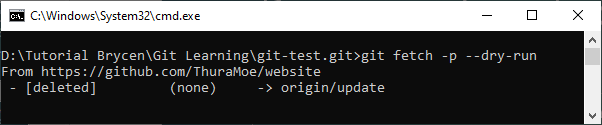 C:\Windows\System32\cmd.exe
D:\Tutorial Brycen\Git Learning\git-test.git>git fetch -p --dry-run
From https://github.com/ThuraMoe/website
 - [deleted]         (none)     -> origin/update